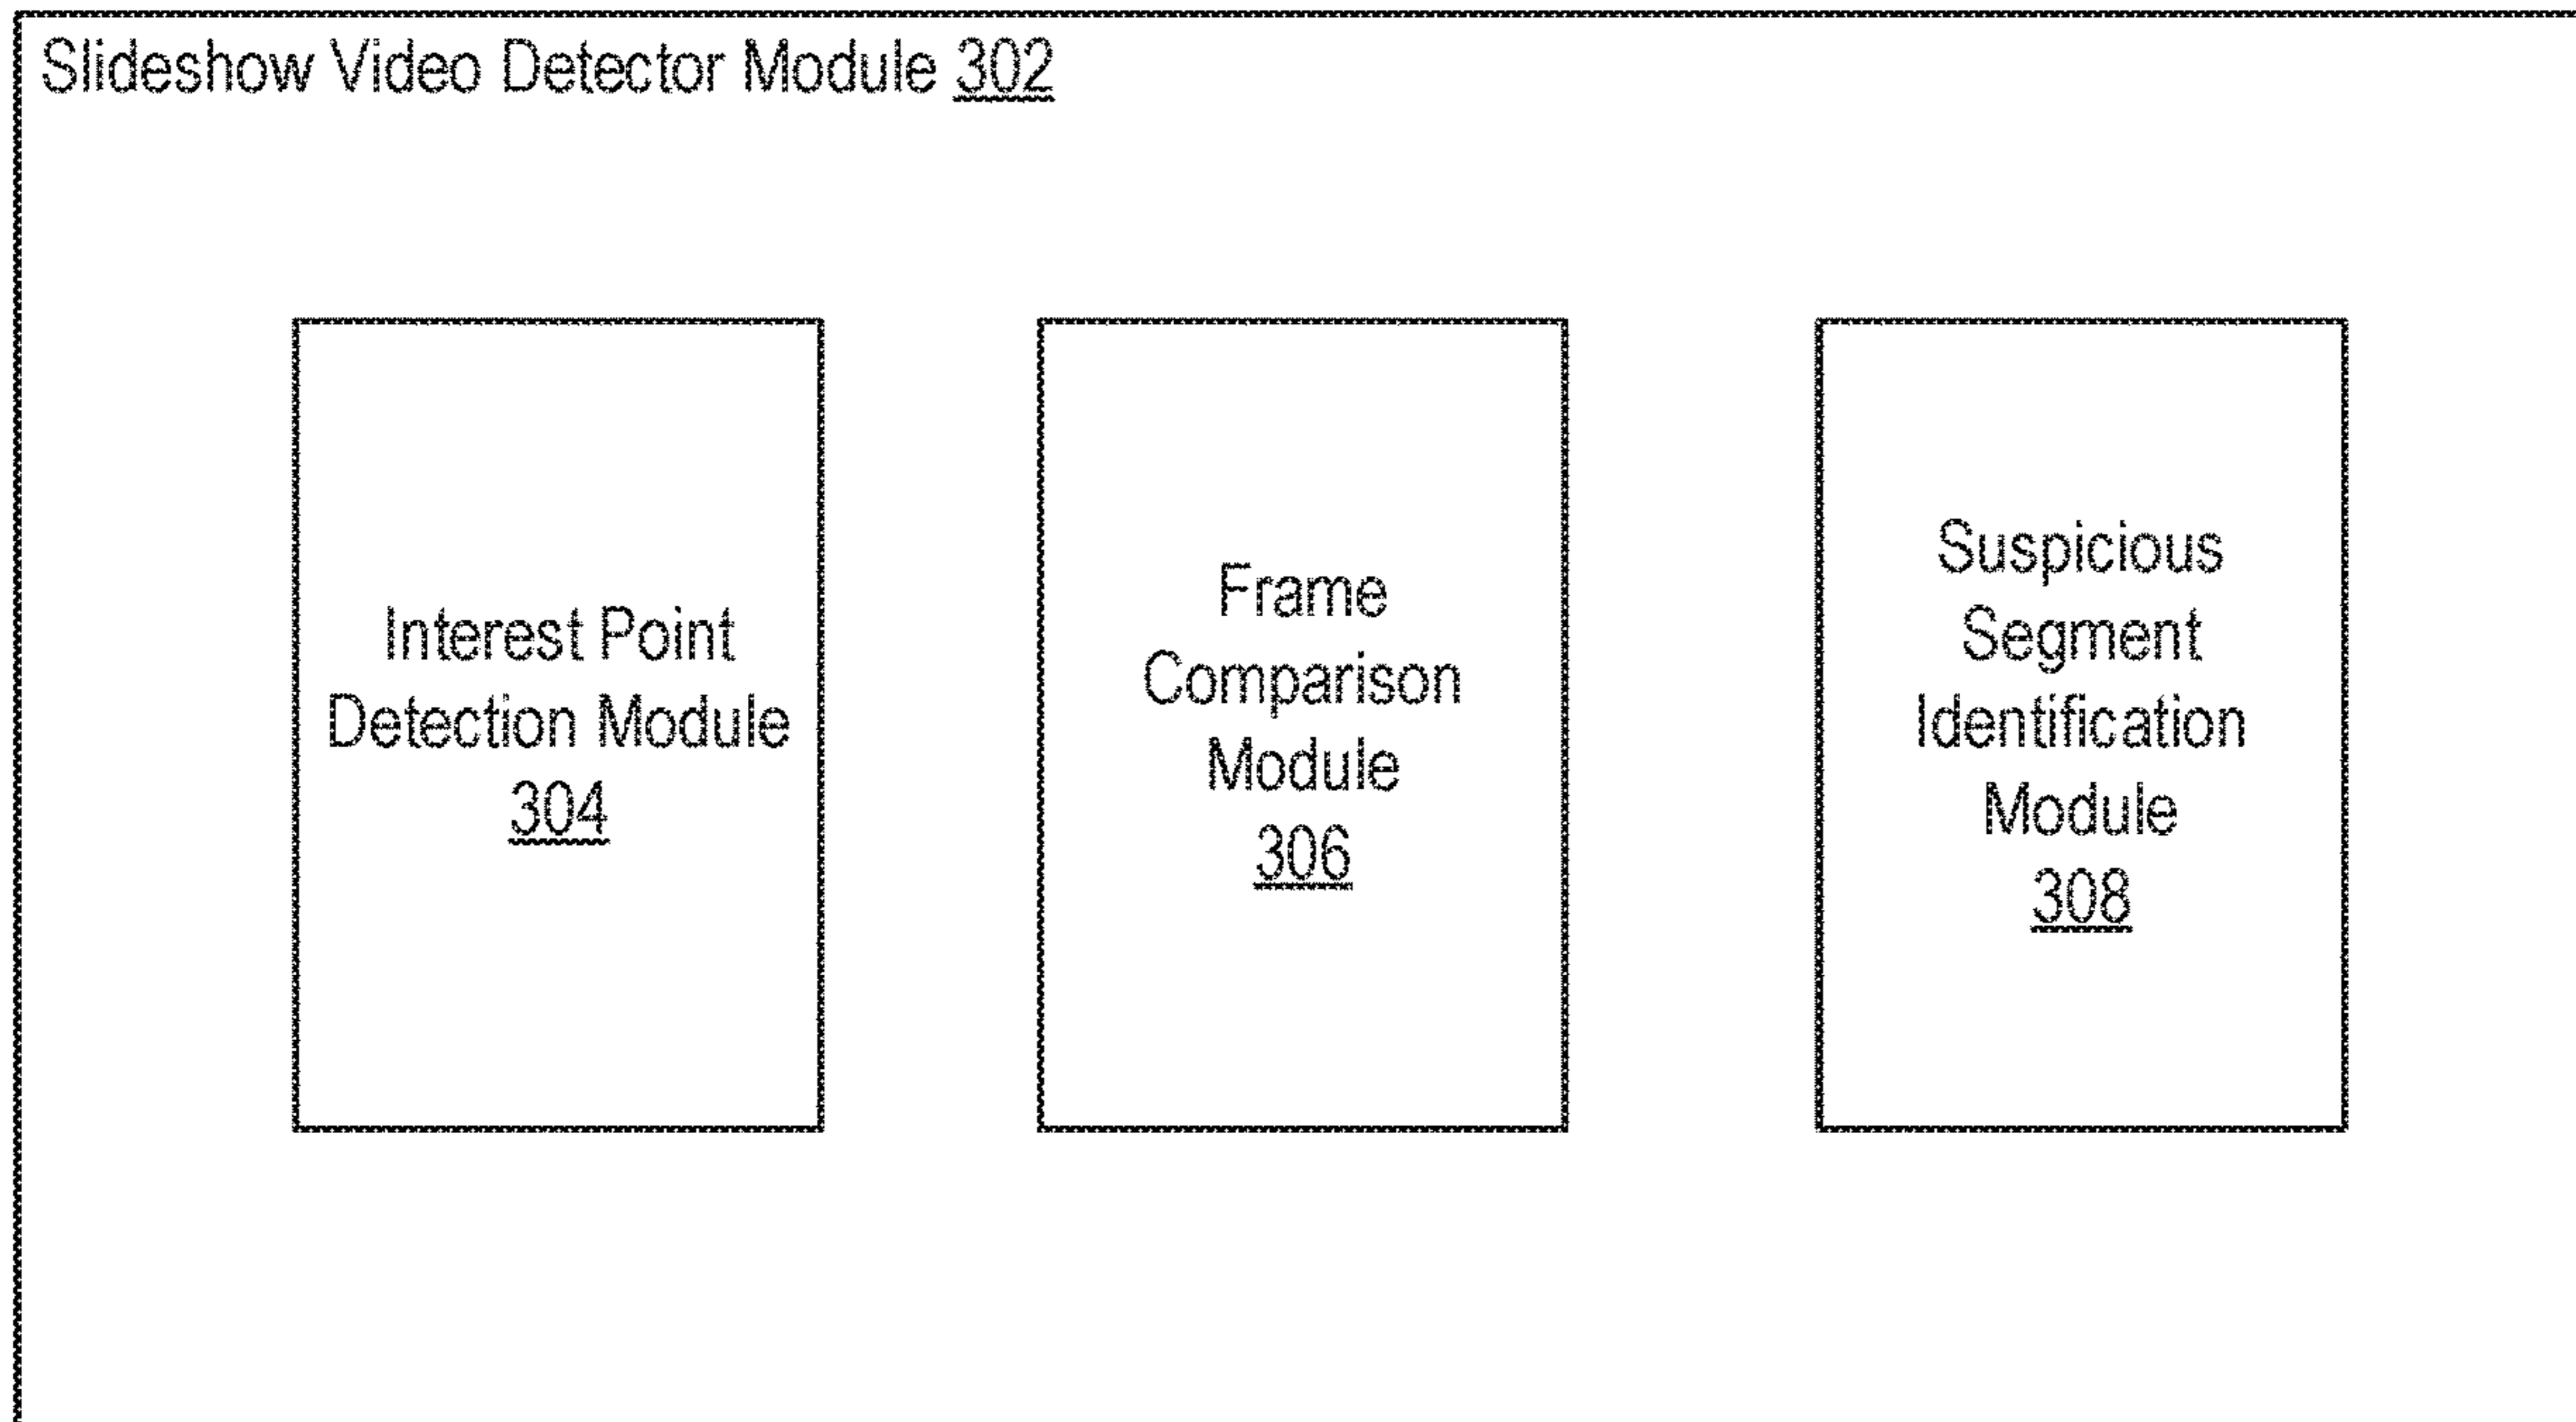 Slideshow Video Detector Module 302
Interest Point
Detection Module
304
Frame
Comparison
Module
306
Suspicious
Segment
Identification
Module
308